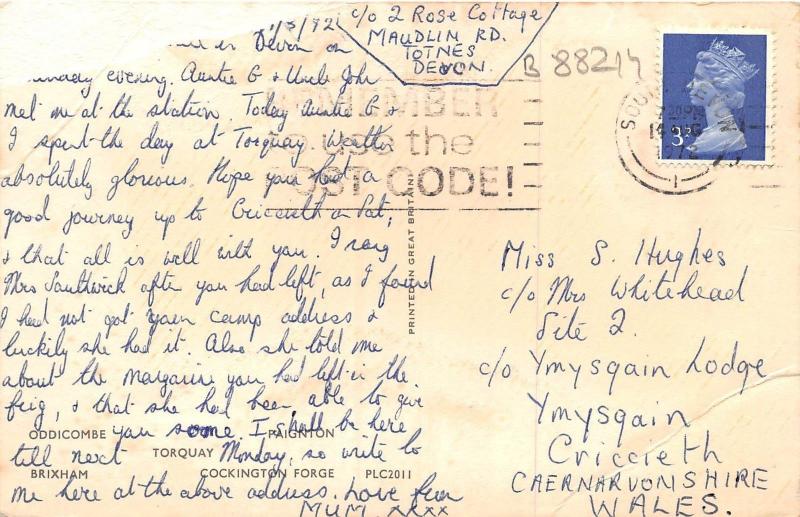 c/o 2 Rose Cottage
MAUDLIN RD.
TOTNES
DEVON.
in Devon on
evening. Auntie G & Uncle John
met me at the station. Today Auntie G &
I spent the day at Torquay. Weather
absolutely glorious. Hope you had a
good journey up to Criccieth on Sat;
& that all is well with you. I rang
Mrs Southwick after you had left, as I found
I had not got your camp address &
luckily she had it. Also she told me
about the margarine you had left in the
frig, & that she had been able to give
you some. I shall be here
till next Monday, so write to
me here at the above address. Love from
MUM xxxx
ODDICOMBE PAIGNTON
TORQUAY
BRIXHAM COCKINGTON FORGE PLC2011
PRINTED IN GREAT BRITAIN
REMEMBER
to use the
POST CODE!
B 88214
3P
Miss S. Hughes
c/o Mrs Whitehead
Site 2.
c/o Ymysgain Lodge
Ymysgain
Criccieth
CAERNARVONSHIRE
WALES.